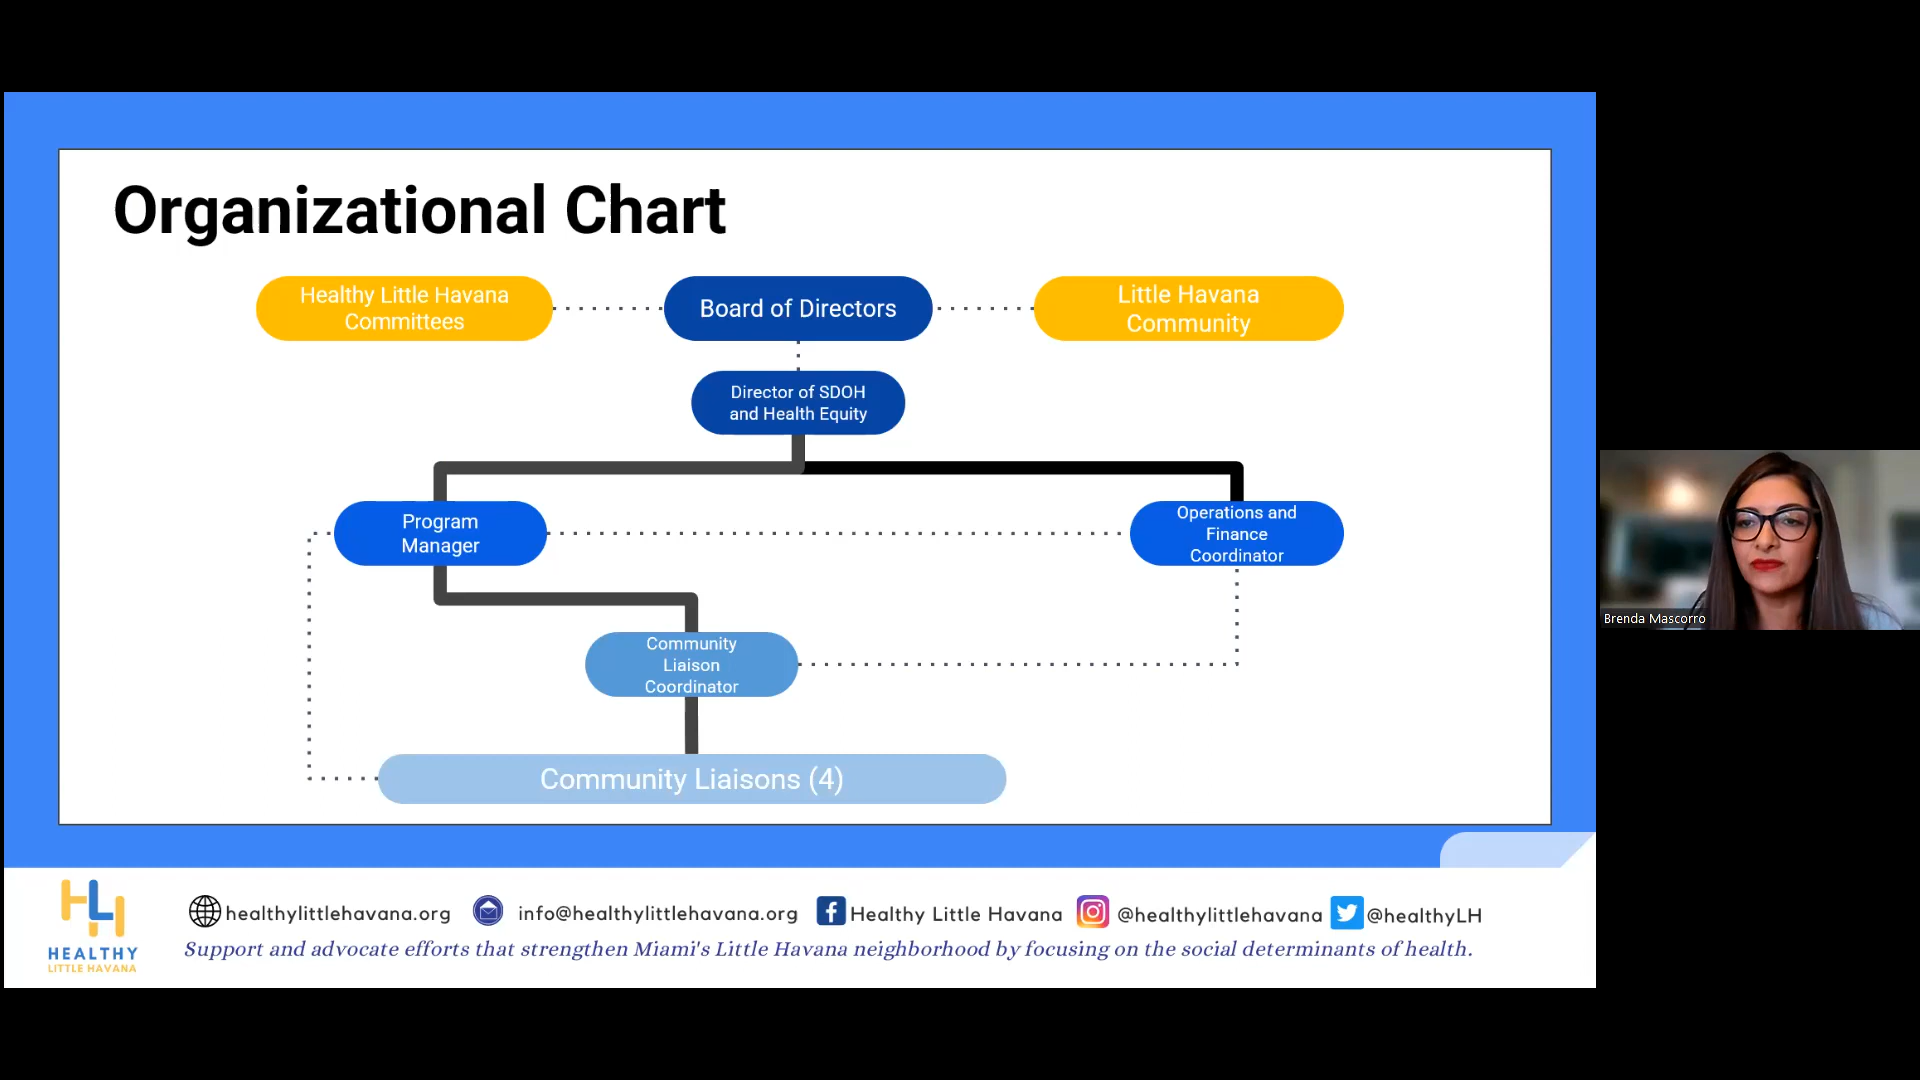 Organizational Chart
Healthy Little Havana
Committees
Board of Directors
Little Havana
Community
Director of SDOH
and Health Equity
Program
Manager
Operations and
Finance
Coordinator
Community
Liaison
Coordinator
Community Liaisons (4)
Brenda Mascorro
HLH
HEALTHY
LITTLE HAVANA
healthylittlehavana.org
info@healthylittlehavana.org
Healthy Little Havana
@healthylittlehavana
@healthyLH
Support and advocate efforts that strengthen Miami's Little Havana neighborhood by focusing on the social determinants of health.